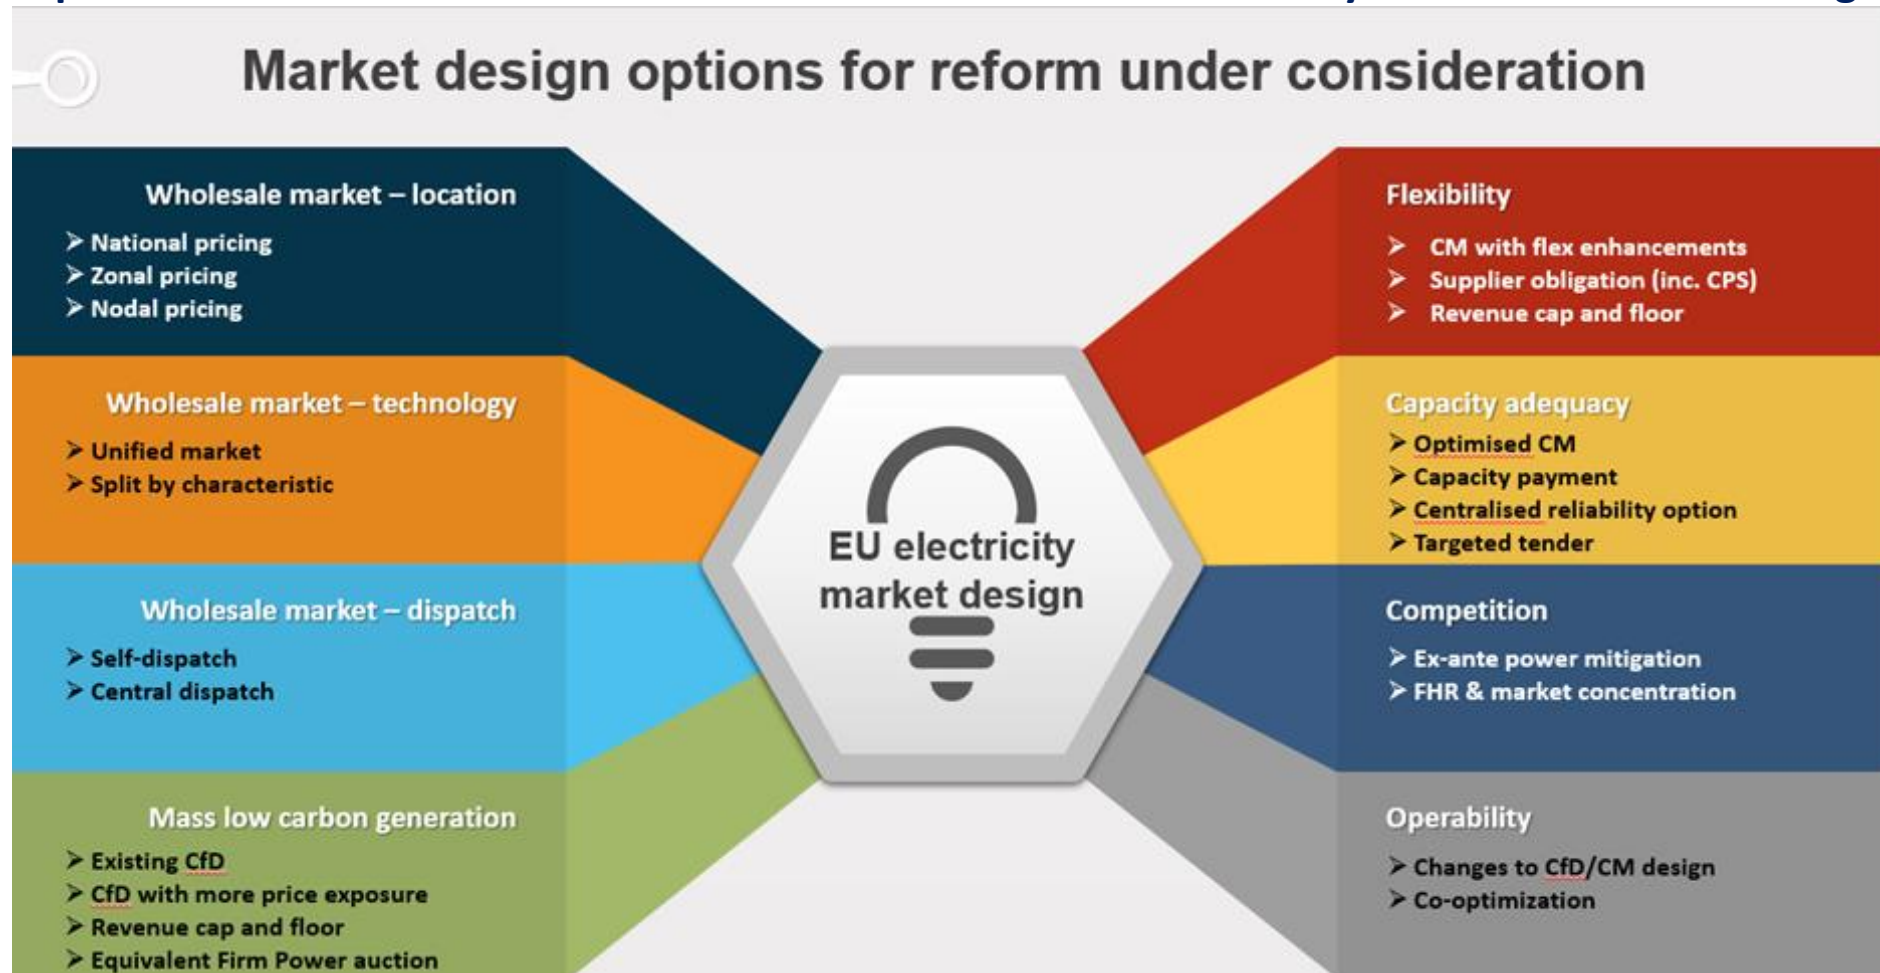 Market design options for reform under consideration
Wholesale market – location
➢ National pricing
➢ Zonal pricing
➢ Nodal pricing
Wholesale market – technology
➢ Unified market
➢ Split by characteristic
Wholesale market – dispatch
➢ Self-dispatch
➢ Central dispatch
Mass low carbon generation
➢ Existing CfD
➢ CfD with more price exposure
➢ Revenue cap and floor
➢ Equivalent Firm Power auction
EU electricity
market design
Flexibility
➢ CM with flex enhancements
➢ Supplier obligation (inc. CPS)
➢ Revenue cap and floor
Capacity adequacy
➢ Optimised CM
➢ Capacity payment
➢ Centralised reliability option
➢ Targeted tender
Competition
➢ Ex-ante power mitigation
➢ FHR & market concentration
Operability
➢ Changes to CfD/CM design
➢ Co-optimization